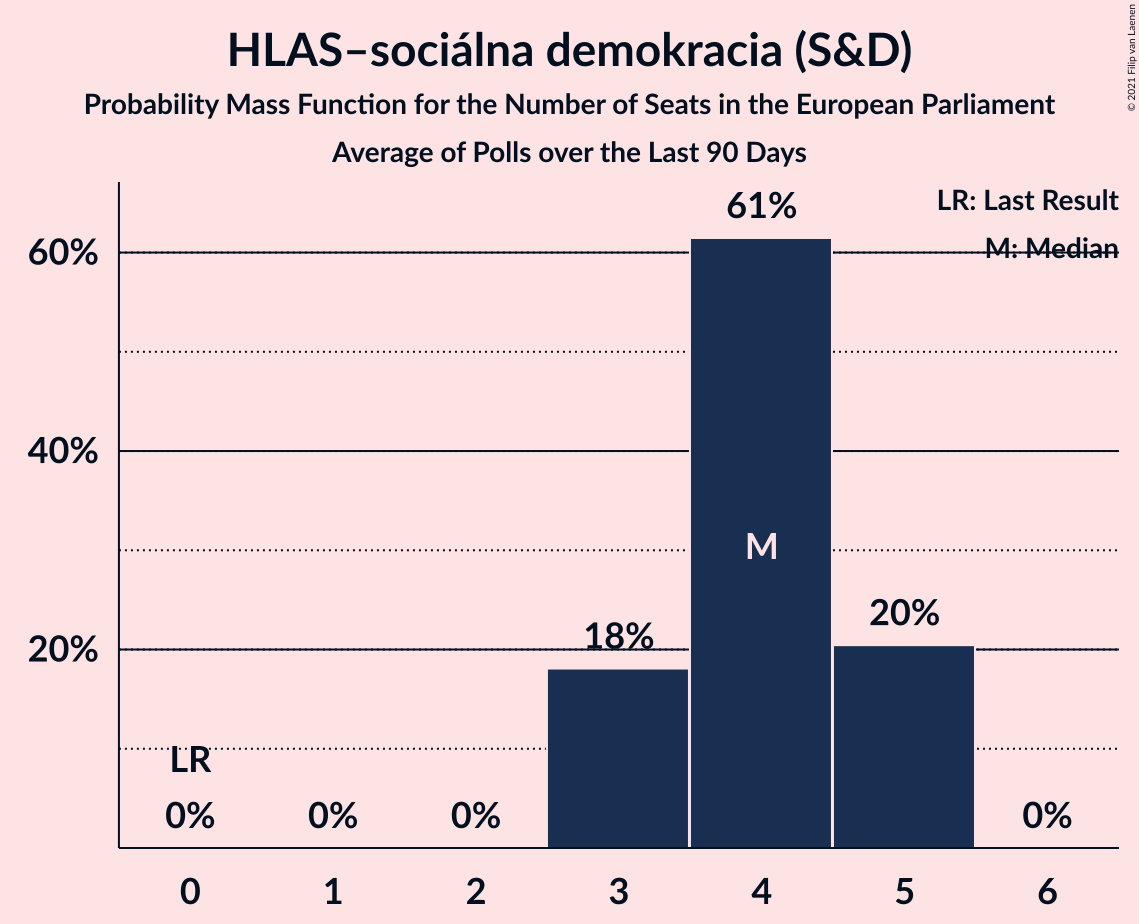 HLAS–sociálna demokracia (S&D)
Probability Mass Function for the Number of Seats in the European Parliament
Average of Polls over the Last 90 Days
© 2021 Filip van Laenen
LR: Last Result
M: Median
61%
60%
40%
M
20%
18%
20%
LR
0% 0% 0% 0%
0 1 2 3 4 5 6